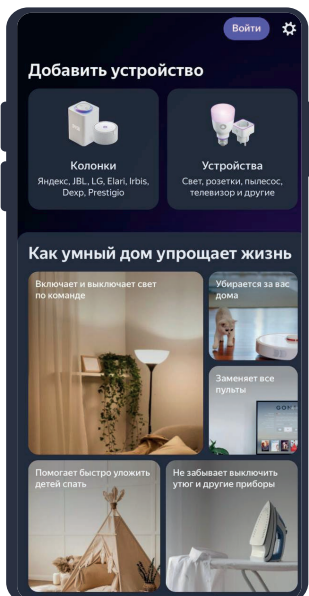 Войти
Добавить устройство
Колонки
Яндекс, JBL, LG, Elari, Irbis,
Dexp, Prestigio
Устройства
Свет, розетки, пылесос,
телевизор и другие
Как умный дом упрощает жизнь
Включает и выключает свет
по команде
Убирается за вас
дома
Заменяет все
пульты
Помогает быстро уложить
детей спать
Не забывает выключить
утюг и другие приборы